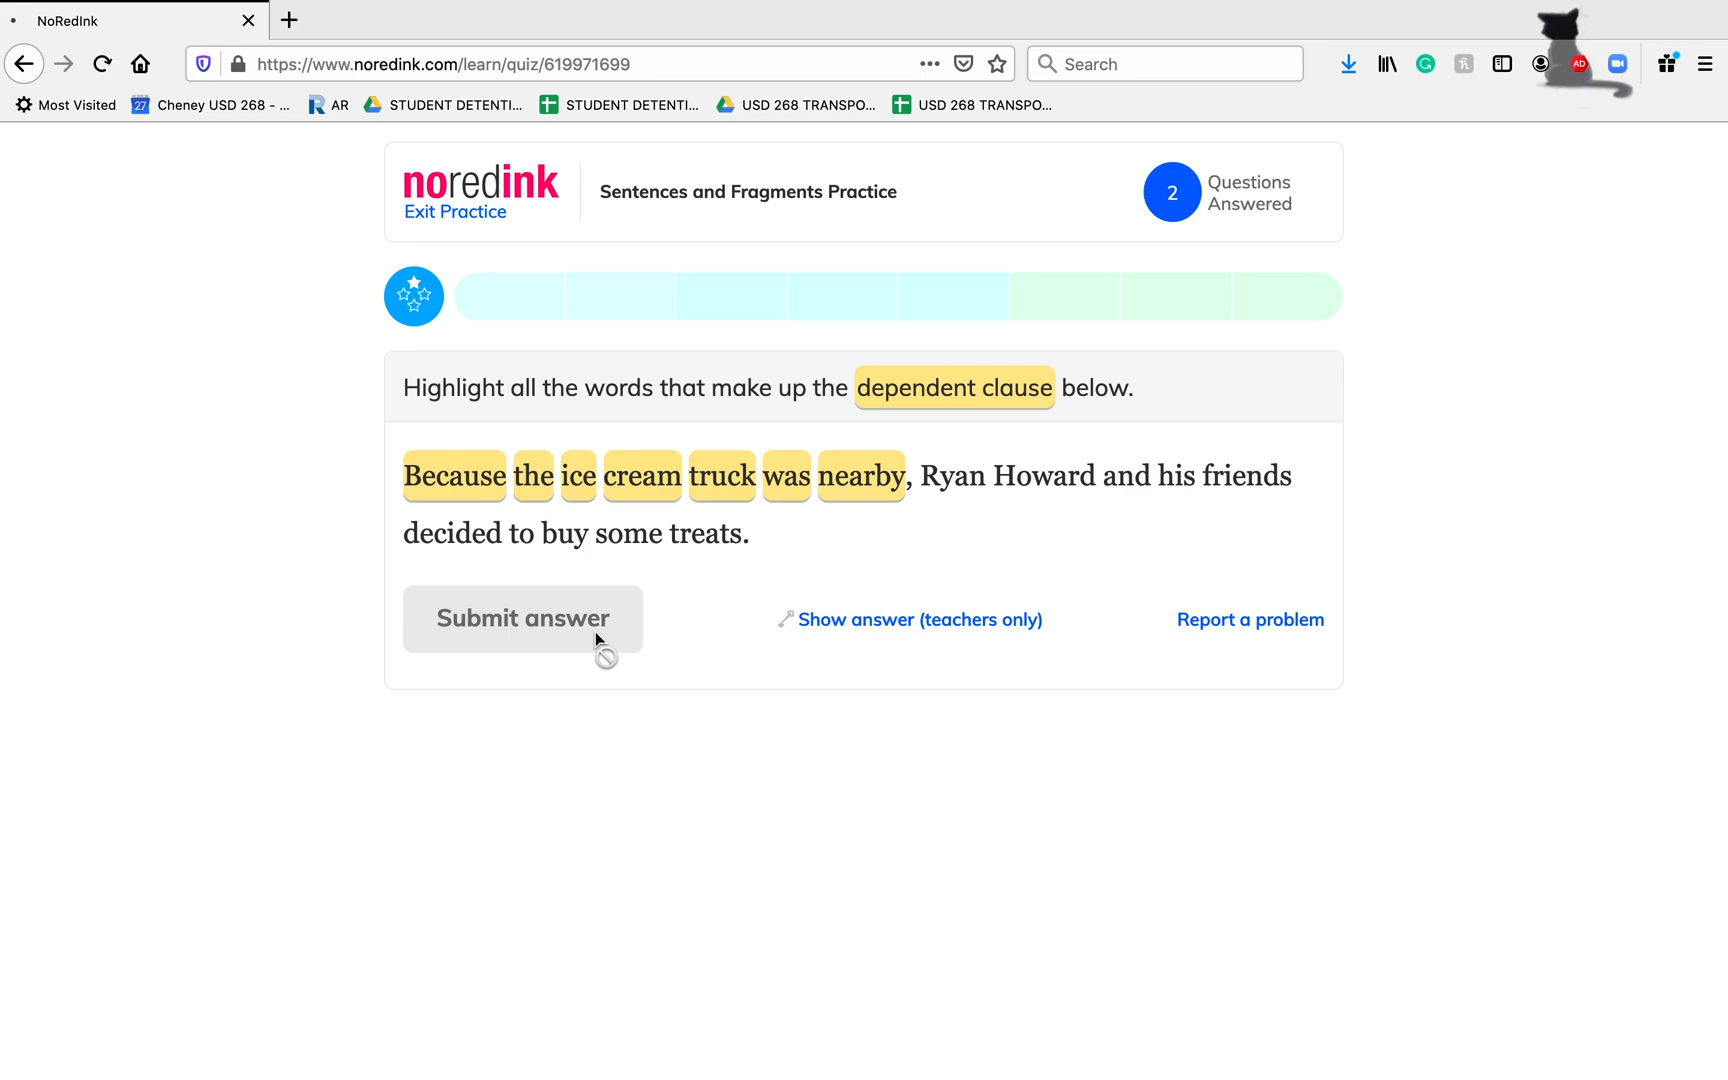 NoRedInk
https://www.noredink.com/learn/quiz/619971699
Search
AD
Most Visited
27 Cheney USD 268 - ...
R AR
STUDENT DETENTI...
STUDENT DETENTI...
USD 268 TRANSPO...
USD 268 TRANSPO...
noredink
Exit Practice
Sentences and Fragments Practice
2
Questions
Answered
Highlight all the words that make up the dependent clause below.
Because the ice cream truck was nearby, Ryan Howard and his friends
decided to buy some treats.
Submit answer
Show answer (teachers only)
Report a problem